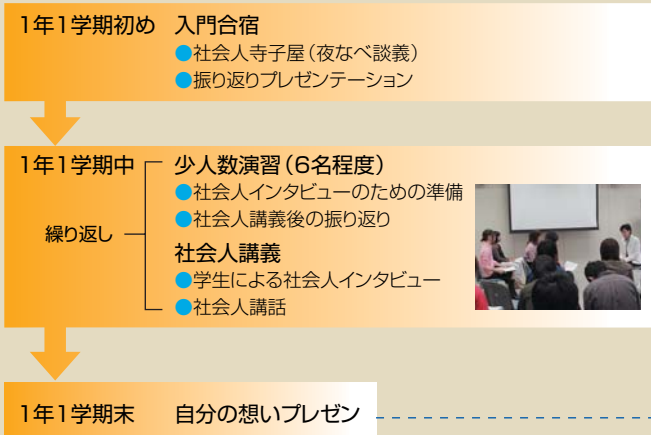 1年1学期初め 入門合宿
●社会人寺子屋(夜なべ談義)
●振り返りプレゼンテーション
1年1学期中 少人数演習(6名程度)
●社会人インタビューのための準備
●社会人講義後の振り返り
繰り返し
社会人講義
●学生による社会人インタビュー
●社会人講話
1年1学期末 自分の想いプレゼン